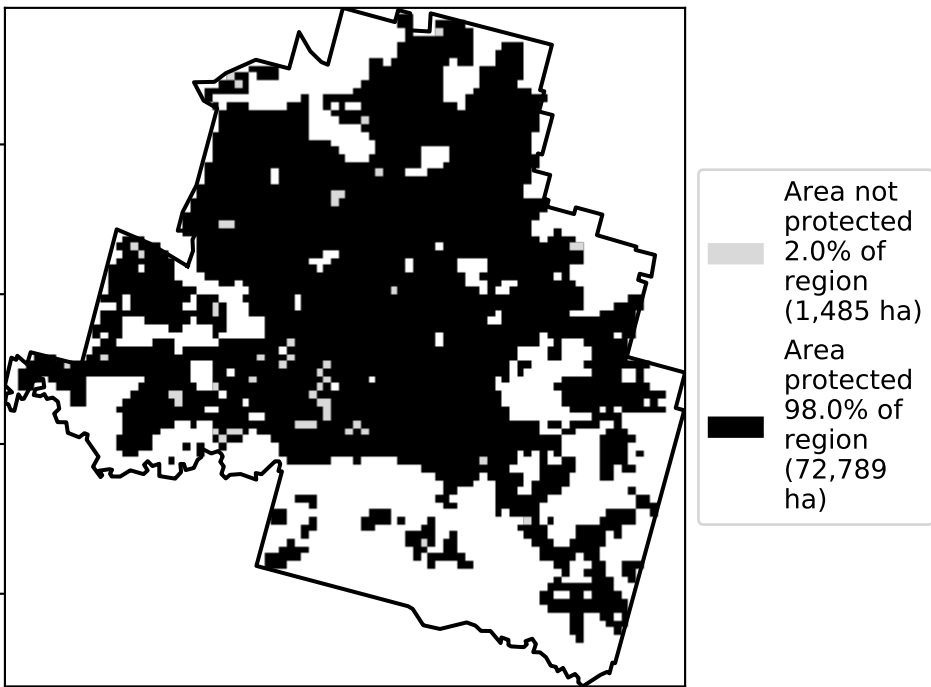 Area not
protected
2.0% of
region
(1,485 ha)
Area
protected
98.0% of
region
(72,789
ha)